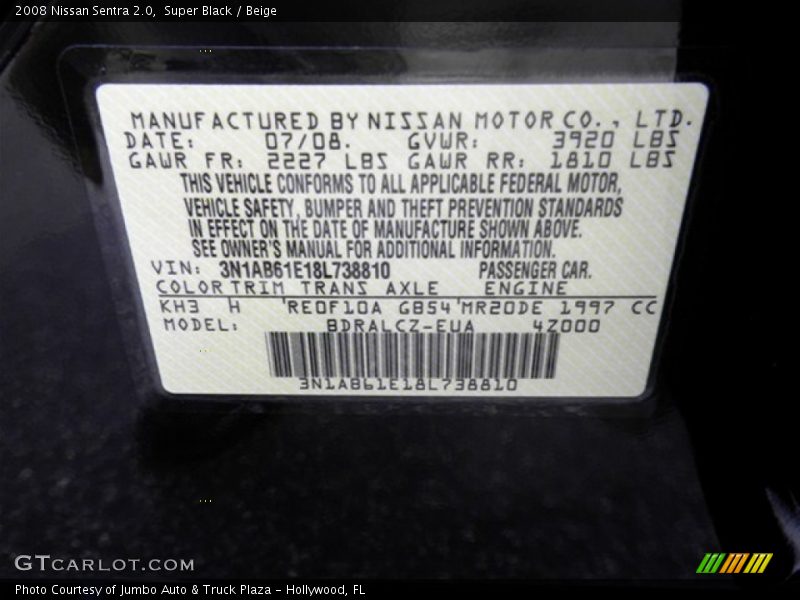 2008 Nissan Sentra 2.0, Super Black / Beige
MANUFACTURED BY NISSAN MOTOR CO., LTD.
DATE: 07/08. GVWR: 3920 LBS
GAWR FR: 2227 LBS GAWR RR: 1810 LBS
THIS VEHICLE CONFORMS TO ALL APPLICABLE FEDERAL MOTOR,
VEHICLE SAFETY, BUMPER AND THEFT PREVENTION STANDARDS
IN EFFECT ON THE DATE OF MANUFACTURE SHOWN ABOVE.
SEE OWNER'S MANUAL FOR ADDITIONAL INFORMATION.
VIN: 3N1AB61E18L738810 PASSENGER CAR.
COLOR TRIM TRANS AXLE ENGINE
KH3 H 'RE0F10A G854'MR20DE 1997 CC
MODEL: BDRALCZ-EUA 4Z000
3N1AB61E18L738810
GTCARLOT.COM
Photo Courtesy of Jumbo Auto & Truck Plaza - Hollywood, FL